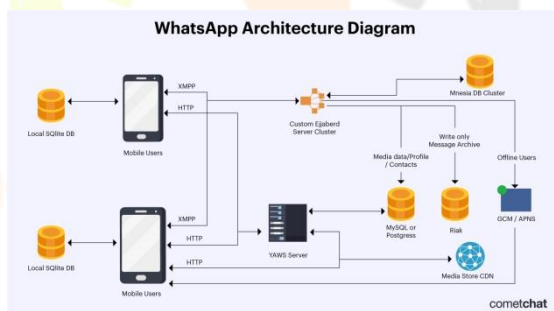 WhatsApp Architecture Diagram
XMPP
HTTP
Local SQlite DB
Mobile Users
Custom Ejjaberd
Server Cluster
Mnesia DB Cluster
Media data/Profile
/ Contacts
Write only
Message Archive
Offline Users
XMPP
HTTP
HTTP
Local SQlite DB
Mobile Users
YAWS Server
MySQL or
Postgress
Riak
GCM / APNS
Media Store CDN
cometchat